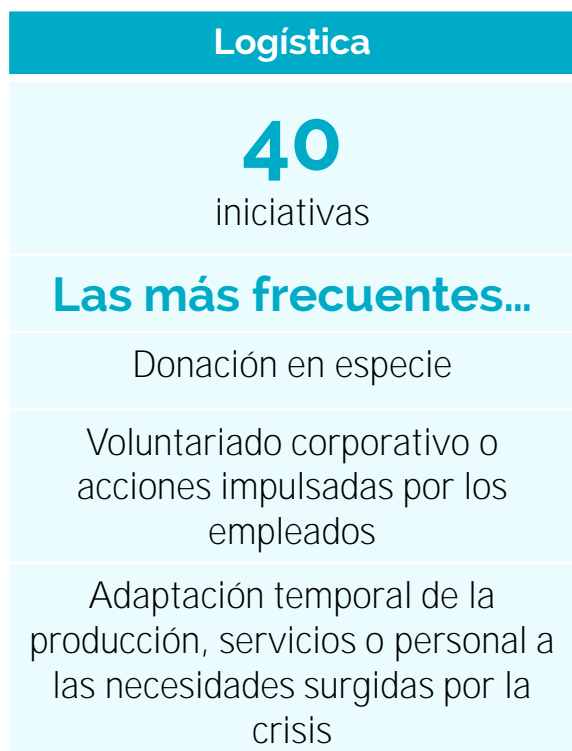 Logística
40
iniciativas
Las más frecuentes...
Donación en especie
Voluntariado corporativo o
acciones impulsadas por los
empleados
Adaptación temporal de la
producción, servicios o personal a
las necesidades surgidas por la
crisis